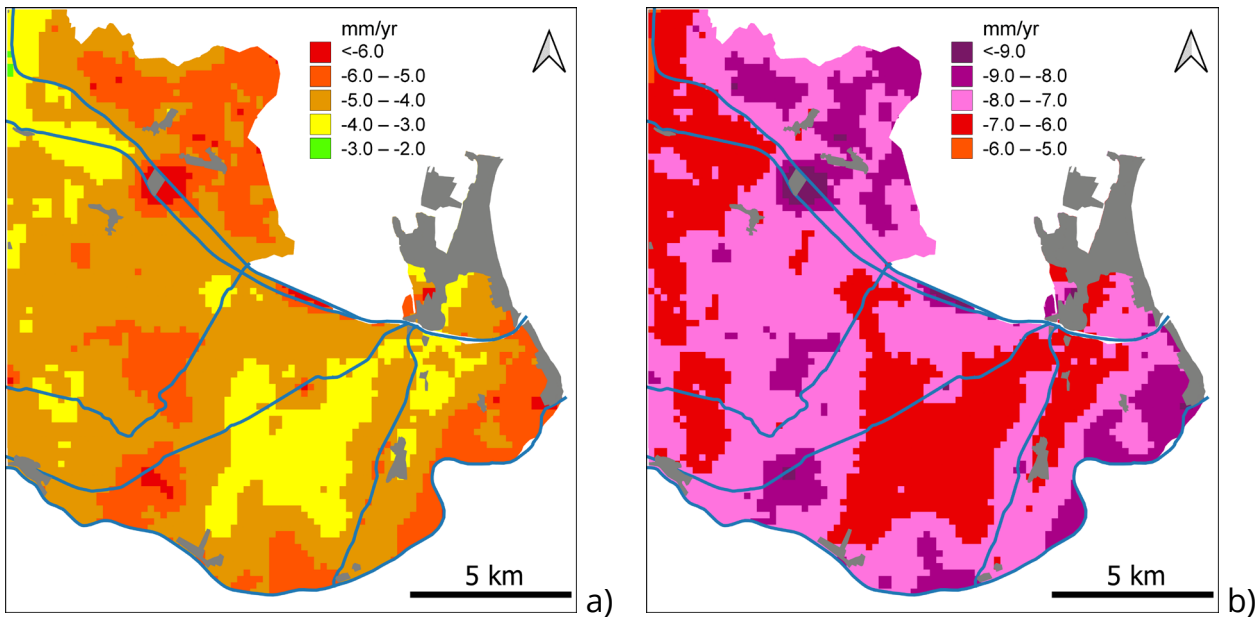 mm/yr
<-6.0
-6.0 – -5.0
-5.0 – -4.0
-4.0 – -3.0
-3.0 – -2.0
5 km
a)
mm/yr
<-9.0
-9.0 – -8.0
-8.0 – -7.0
-7.0 – -6.0
-6.0 – -5.0
5 km
b)